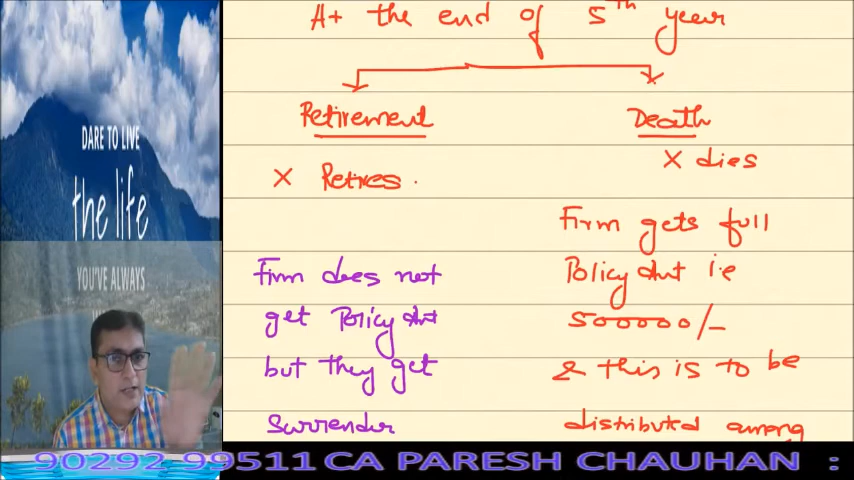 At the end of 5th year
Retirement
Death
X Retires
X dies
Firm does not
get Policy Amt
but they get
Surrender
Firm gets full
Policy Amt i.e
500000/-
& this is to be
distributed among
DARE TO LIVE
the life
YOU'VE ALWAYS
90292 99511 CA PARESH CHAUHAN :